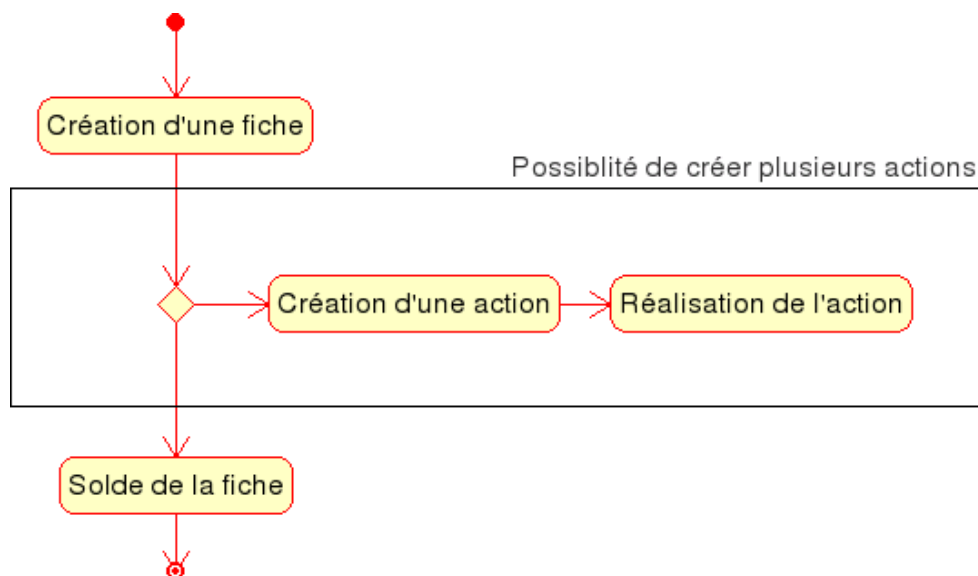 Création d'une fiche
Possiblité de créer plusieurs actions
Création d'une action
Réalisation de l'action
Solde de la fiche